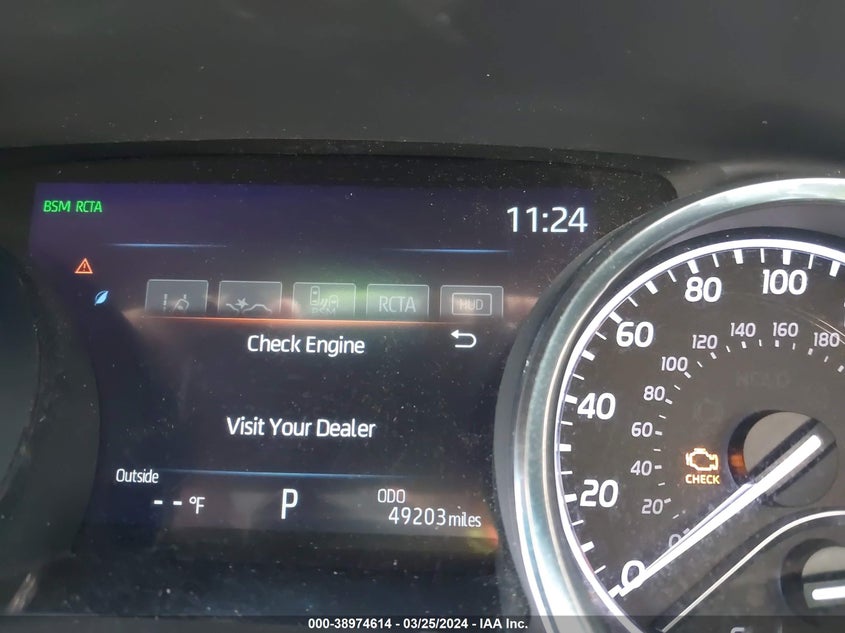 BSM RCTA
11:24
BSM
RCTA
HUD
Check Engine
Visit Your Dealer
Outside
-- °F
P
ODO
49203 miles
100
80
60
40
20
0
180
160
140
120
100
80
60
40
20
0
CHECK
000-38974614 - 03/25/2024 - IAA Inc.